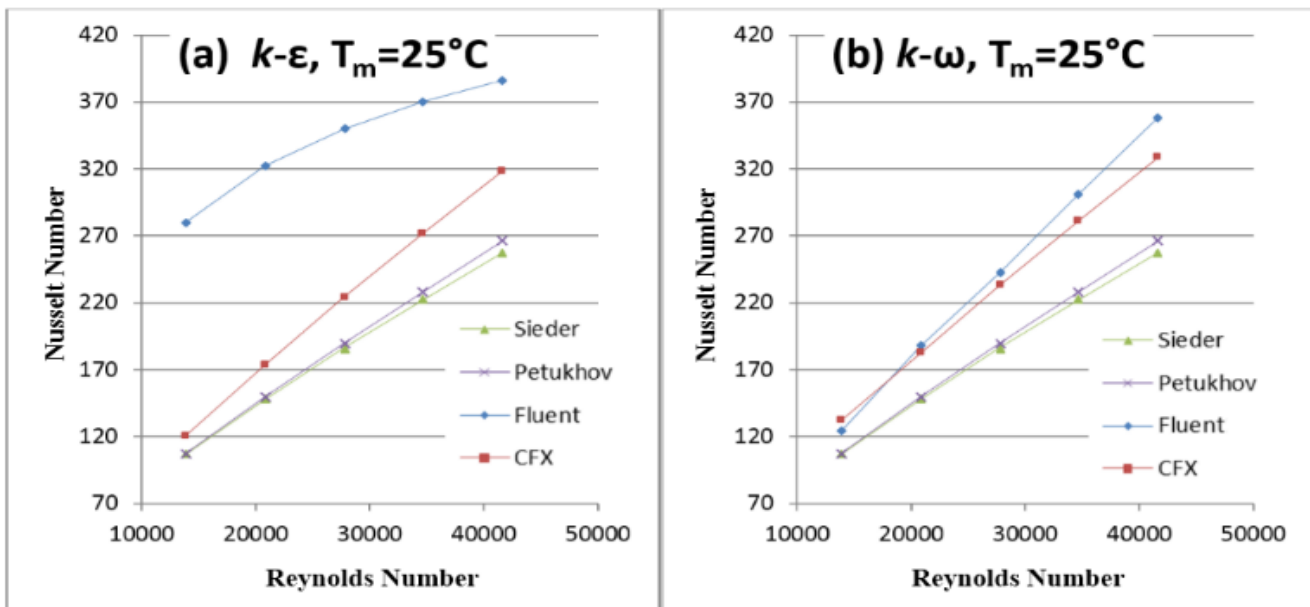 (a) k-ε, Tm=25°C
420
370
320
270
220
170
120
70
Nusselt Number
Sieder
Petukhov
Fluent
CFX
10000 20000 30000 40000 50000
Reynolds Number
(b) k-ω, Tm=25°C
420
370
320
270
220
170
120
70
Nusselt Number
Sieder
Petukhov
Fluent
CFX
10000 20000 30000 40000 50000
Reynolds Number